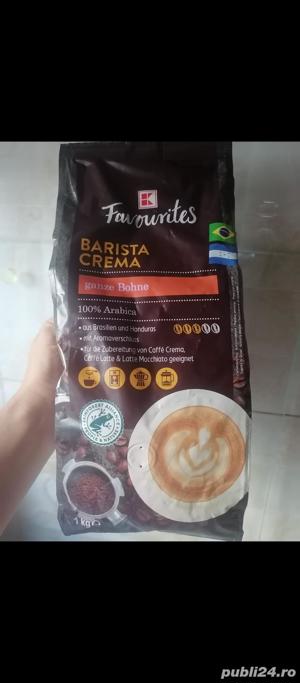 K
Favourites
BARISTA
CREMA
ganze Bohne
100% Arabica
• aus Brasilien und Honduras
• mit Aromaverschluss
• für die Zubereitung von Caffè Crema,
Caffè Latte & Latte Macchiato geeignet
1 kg e
publi24.ro